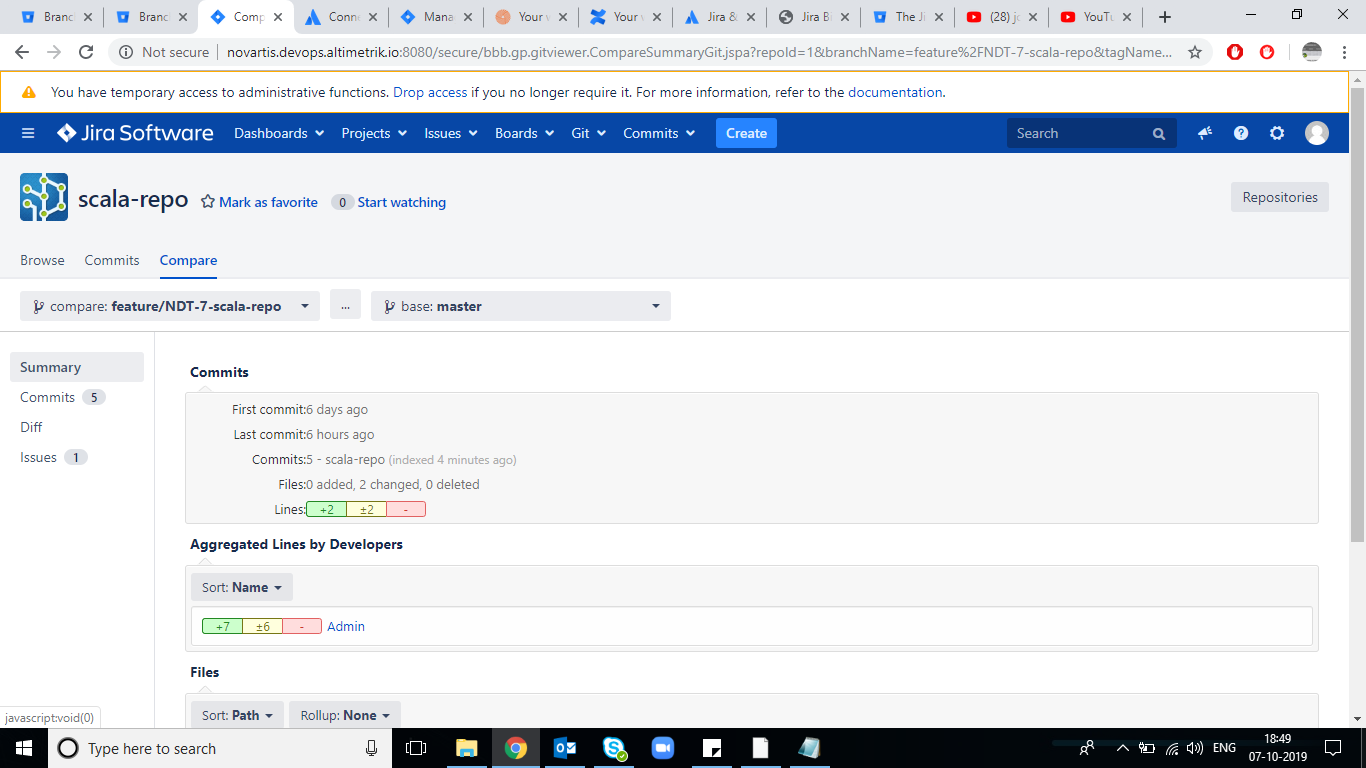 Branc
Branc
Comp
Conne
Mana
Your w
Your w
Jira &
Jira Bi
The Ji
(28) jo
YouTu
Not secure novartis.devops.altimetrik.io:8080/secure/bbb.gp.gitviewer.CompareSummaryGit.jspa?repoId=1&branchName=feature%2FNDT-7-scala-repo&tagName...
You have temporary access to administrative functions. Drop access if you no longer require it. For more information, refer to the documentation.
Jira Software Dashboards Projects Issues Boards Git Commits Create Search
scala-repo Mark as favorite 0 Start watching Repositories
Browse Commits Compare
compare: feature/NDT-7-scala-repo ... base: master
Summary
Commits 5
Diff
Issues 1
Commits
First commit:6 days ago
Last commit:6 hours ago
Commits:5 - scala-repo (indexed 4 minutes ago)
Files:0 added, 2 changed, 0 deleted
Lines:+2 ±2 -
Aggregated Lines by Developers
Sort: Name
+7 ±6 - Admin
Files
Sort: Path Rollup: None
javascript:void(0)
Type here to search
ENG
18:49
07-10-2019